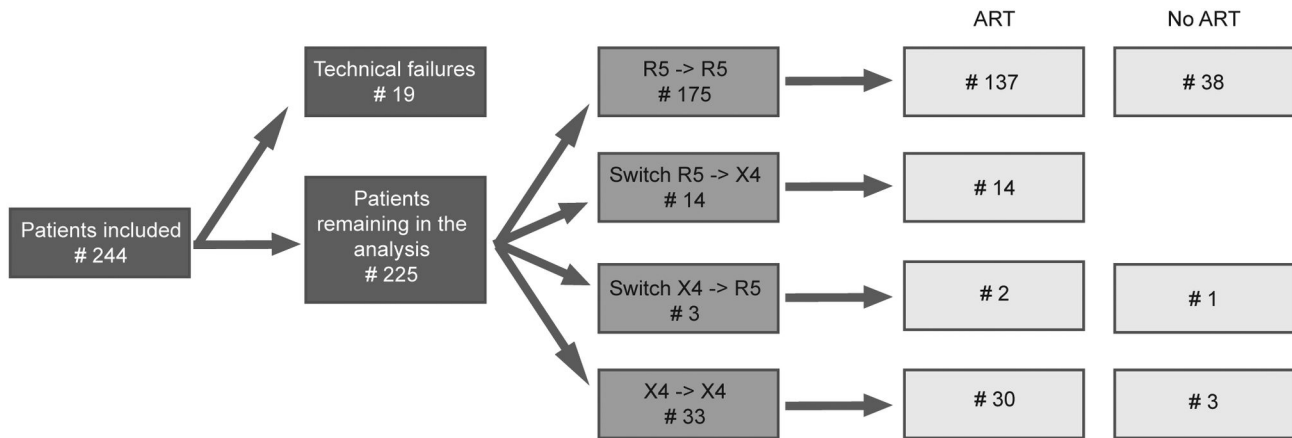 ART
No ART
Technical failures
# 19
R5 -> R5
# 175
# 137
# 38
Patients included
# 244
Patients
remaining in the
analysis
# 225
Switch R5 -> X4
# 14
# 14
Switch X4 -> R5
# 3
# 2
# 1
X4 -> X4
# 33
# 30
# 3